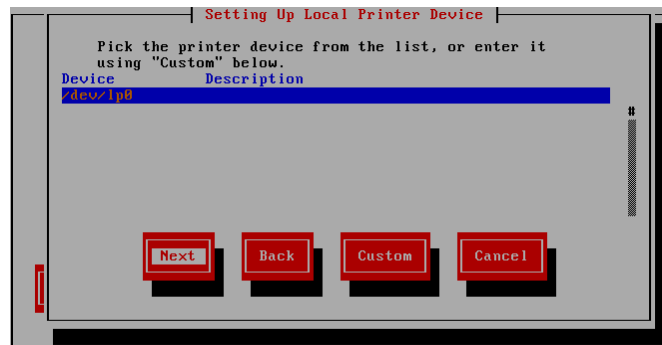 Setting Up Local Printer Device
Pick the printer device from the list, or enter it
using "Custom" below.
Device Description
/dev/lp0
#
Next Back Custom Cancel